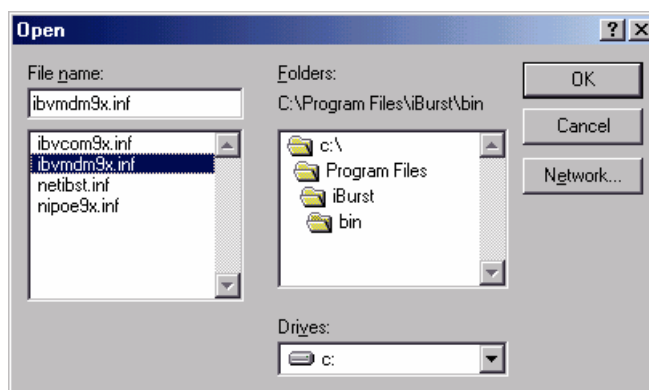 Open
File name:
ibvmdm9x.inf
ibvcom9x.inf
ibvmdm9x.inf
netibst.inf
nipoe9x.inf
Folders:
C:\Program Files\iBurst\bin
c:\
Program Files
iBurst
bin
Drives:
c:
OK
Cancel
Network...